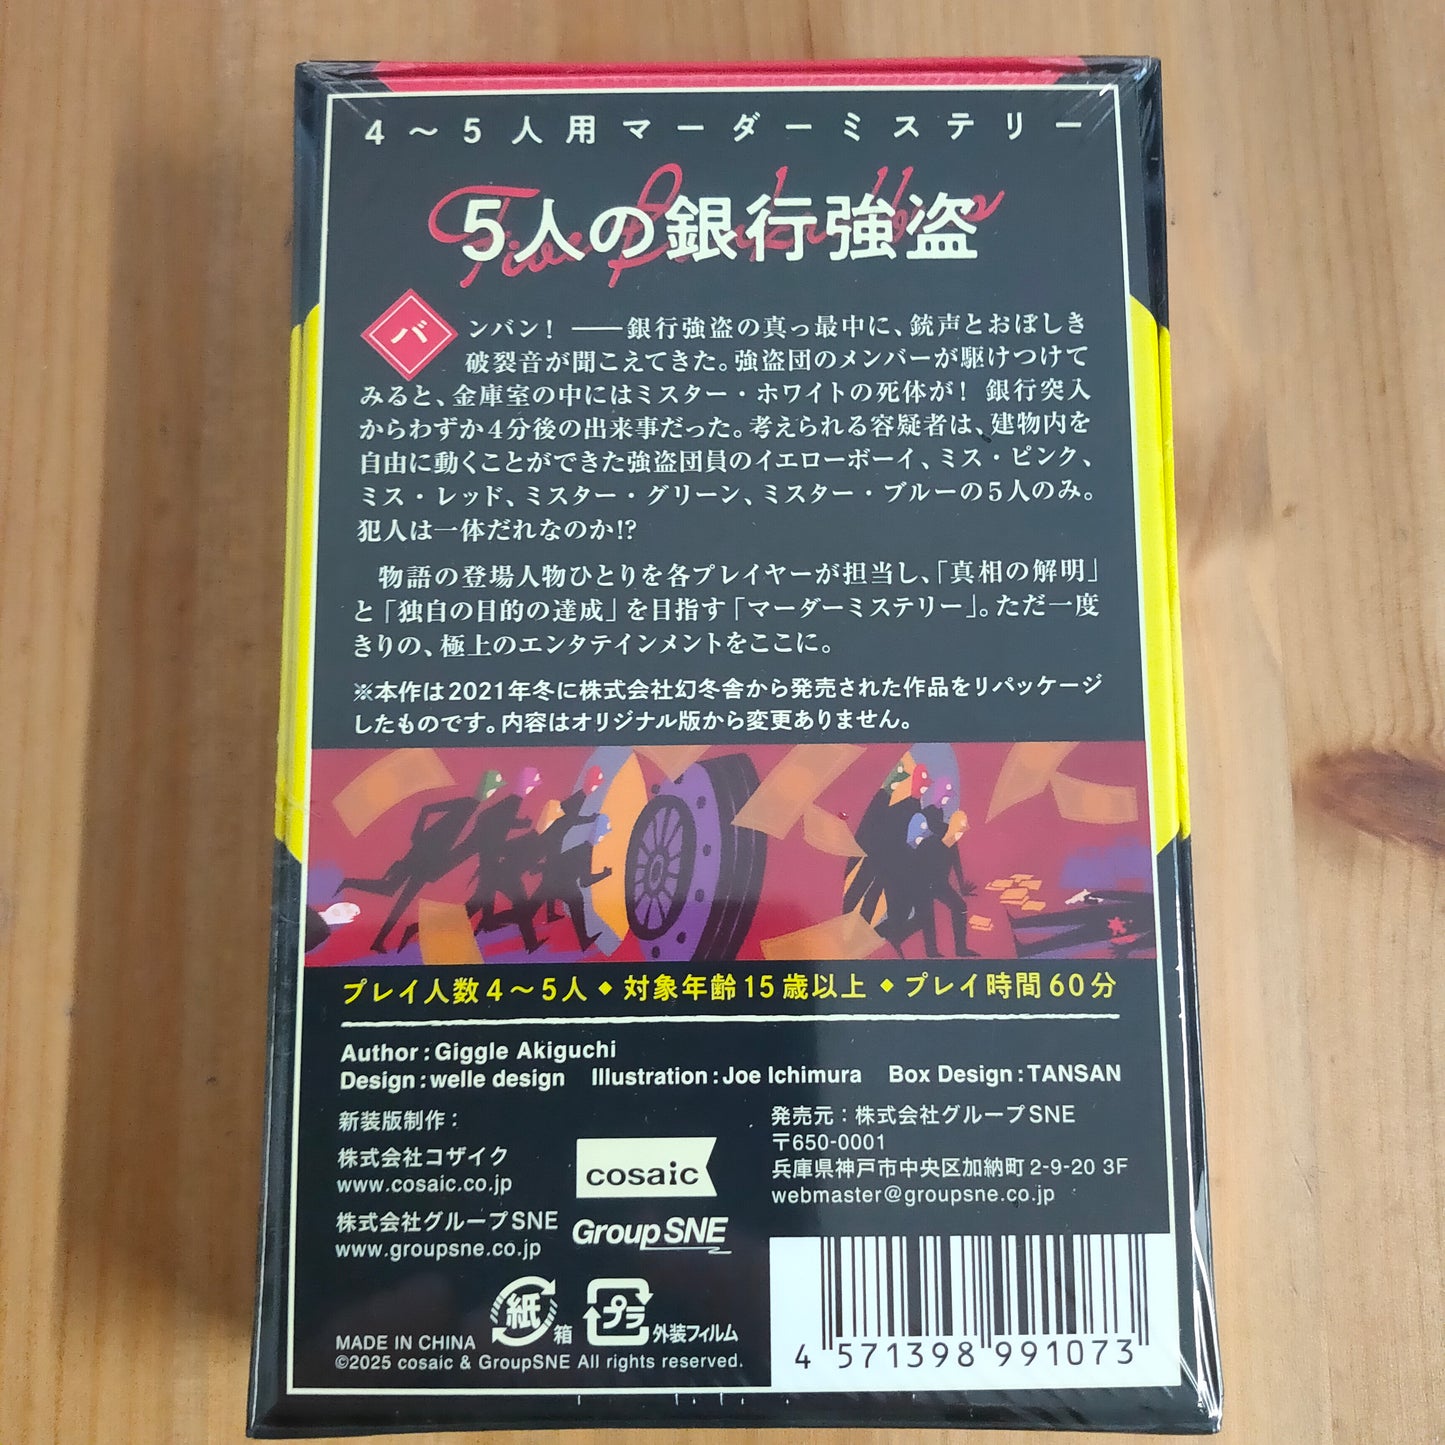 4～5人用マーダーミステリー
Five Bank Robbers
5人の銀行強盗
バンバン！ ――銀行強盗の真っ最中に、銃声とおぼしき
破裂音が聞こえてきた。強盗団のメンバーが駆けつけて
みると、金庫室の中にはミスター・ホワイトの死体が！ 銀行突入
からわずか4分後の出来事だった。考えられる容疑者は、建物内を
自由に動くことができた強盗団員のイエローボーイ、ミス・ピンク、
ミス・レッド、ミスター・グリーン、ミスター・ブルーの5人のみ。
犯人は一体だれなのか!?
物語の登場人物ひとりを各プレイヤーが担当し、「真相の解明」
と「独自の目的の達成」を目指す「マーダーミステリー」。ただ一度
きりの、極上のエンタテインメントをここに。
※本作は2021年冬に株式会社幻冬舎から発売された作品をリパッケージ
したものです。内容はオリジナル版から変更ありません。
プレイ人数4～5人◆対象年齢15歳以上◆プレイ時間60分
Author：Giggle Akiguchi
Design：welle design Illustration：Joe Ichimura Box Design：TANSAN
新装版制作：
株式会社コザイク
www.cosaic.co.jp
cosaic
株式会社グループSNE
www.groupsne.co.jp
Group SNE
発売元：株式会社グループSNE
〒650-0001
兵庫県神戸市中央区加納町2-9-20 3F
webmaster@groupsne.co.jp
紙 箱 プラ 外装フィルム
MADE IN CHINA
©2025 cosaic & GroupSNE All rights reserved.
4 571398 991073